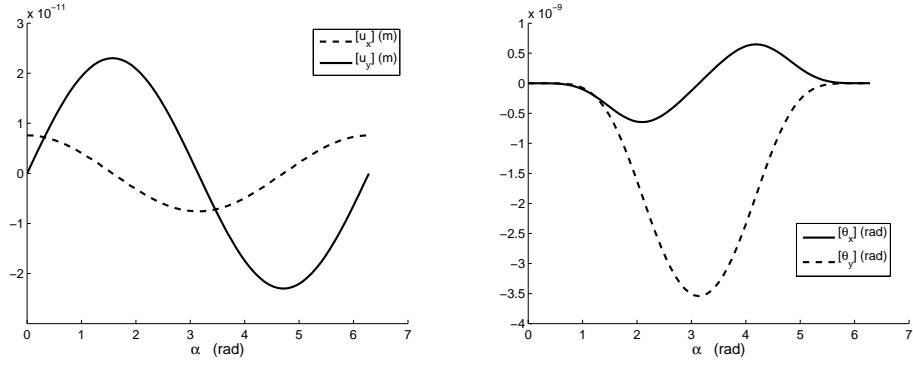 x 10⁻¹¹
3
2
1
0
−1
−2
0 1 2 3 4 5 6 7
α (rad)
[u_x] (m)
[u_y] (m)
x 10⁻⁹
1
0.5
0
−0.5
−1
−1.5
−2
−2.5
−3
−3.5
−4
0 1 2 3 4 5 6 7
α (rad)
[θ_x] (rad)
[θ_y] (rad)